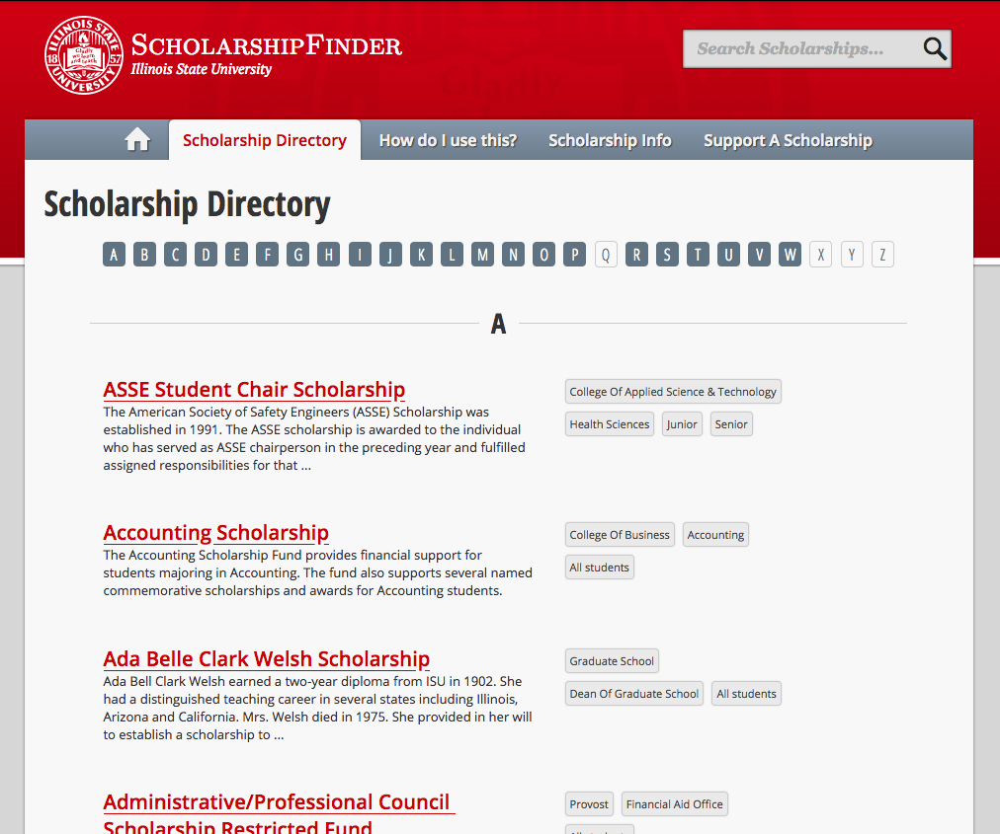 ILLINOIS STATE
UNIVERSITY
18 57
Gladly
we learn
and teach
SCHOLARSHIPFINDER
Illinois State University
Search Scholarships...
Scholarship Directory
How do I use this?
Scholarship Info
Support A Scholarship
Scholarship Directory
A B C D E F G H I J K L M N O P Q R S T U V W X Y Z
A
ASSE Student Chair Scholarship
The American Society of Safety Engineers (ASSE) Scholarship was
established in 1991. The ASSE scholarship is awarded to the individual
who has served as ASSE chairperson in the preceding year and fulfilled
assigned responsibilities for that ...
College Of Applied Science & Technology
Health Sciences Junior Senior
Accounting Scholarship
The Accounting Scholarship Fund provides financial support for
students majoring in Accounting. The fund also supports several named
commemorative scholarships and awards for Accounting students.
College Of Business Accounting
All students
Ada Belle Clark Welsh Scholarship
Ada Bell Clark Welsh earned a two-year diploma from ISU in 1902. She
had a distinguished teaching career in several states including Illinois,
Arizona and California. Mrs. Welsh died in 1975. She provided in her will
to establish a scholarship to ...
Graduate School
Dean Of Graduate School All students
Administrative/Professional Council
Scholarship Restricted Fund
Provost Financial Aid Office